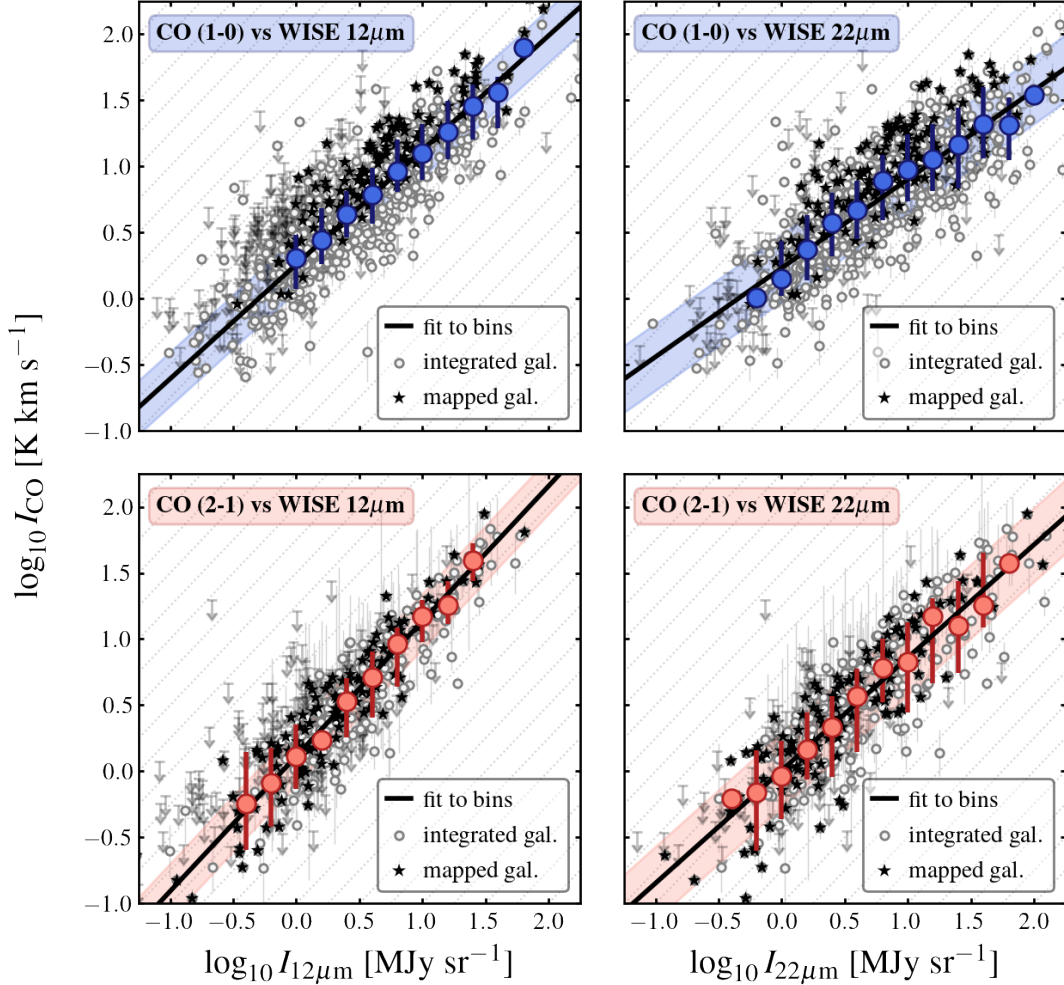 CO (1-0) vs WISE 12μm
CO (1-0) vs WISE 22μm
2.0
1.5
1.0
0.5
0.0
−0.5
−1.0
fit to bins
integrated gal.
mapped gal.
fit to bins
integrated gal.
mapped gal.
log₁₀ I_CO [K km s⁻¹]
CO (2-1) vs WISE 12μm
CO (2-1) vs WISE 22μm
2.0
1.5
1.0
0.5
0.0
−0.5
−1.0
fit to bins
integrated gal.
mapped gal.
fit to bins
integrated gal.
mapped gal.
−1.0 −0.5 0.0 0.5 1.0 1.5 2.0
−1.0 −0.5 0.0 0.5 1.0 1.5 2.0
log₁₀ I₁₂μm [MJy sr⁻¹]
log₁₀ I₂₂μm [MJy sr⁻¹]